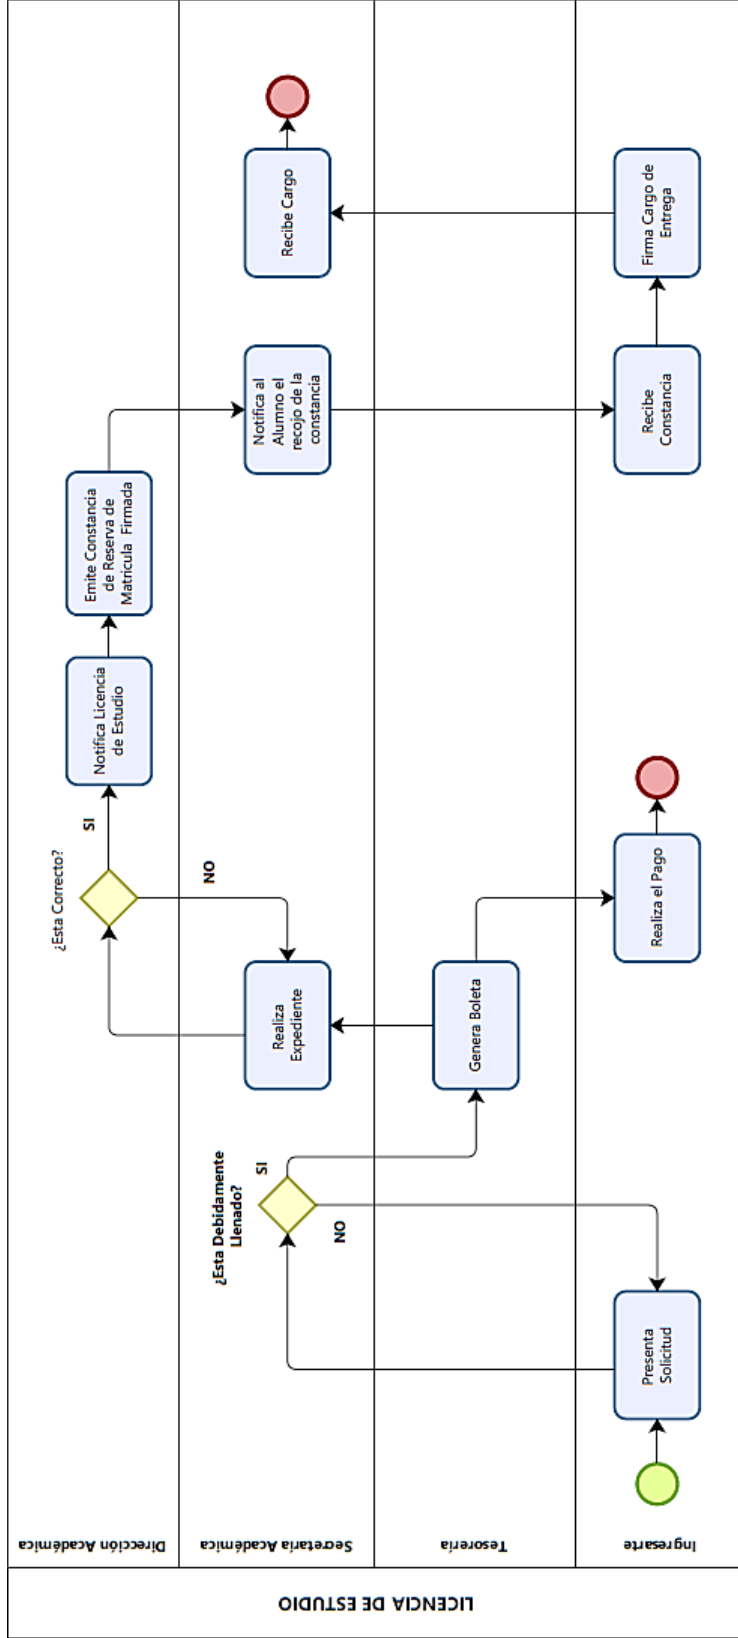 LICENCIA DE ESTUDIO
Dirección Académica
¿Esta Correcto?
SI
NO
Notifica Licencia
de Estudio
Emite Constancia
de Reserva de
Matricula Firmada
Secretaría Académica
¿Esta Debidamente
Llenado?
SI
NO
Realiza
Expediente
Notifica al
Alumno el
recojo de la
constancia
Recibe Cargo
Tesorería
Genera Boleta
Ingresarte
Presenta
Solicitud
Realiza el Pago
Recibe
Constancia
Firma Cargo de
Entrega